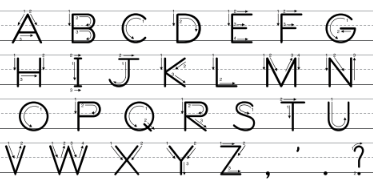 A B C D E F G
H I J K L M N
O P Q R S T U
V W X Y Z , ' . ?